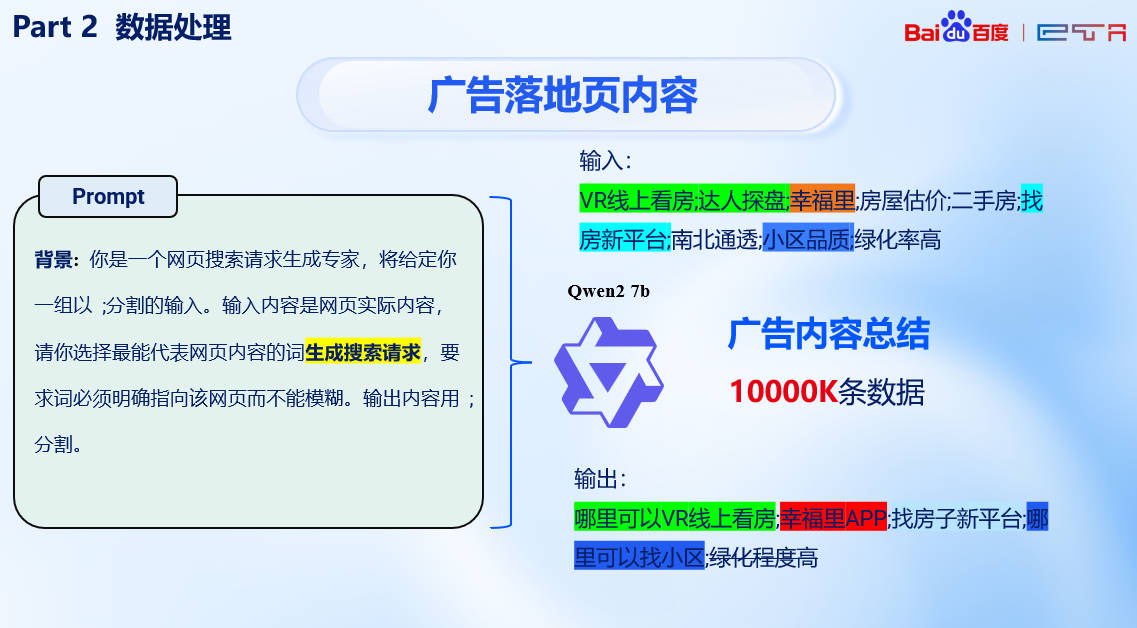 Part 2 数据处理
Bai du 百度 | ETA
广告落地页内容
Prompt
背景：你是一个网页搜索请求生成专家，将给定你
一组以 ;分割的输入。输入内容是网页实际内容，
请你选择最能代表网页内容的词生成搜索请求，要
求词必须明确指向该网页而不能模糊。输出内容用 ;
分割。
输入：
VR线上看房;达人探盘;幸福里;房屋估价;二手房;找
房新平台;南北通透;小区品质;绿化率高
Qwen2 7b
广告内容总结
10000K条数据
输出：
哪里可以VR线上看房;幸福里APP;找房子新平台;哪
里可以找小区;绿化程度高